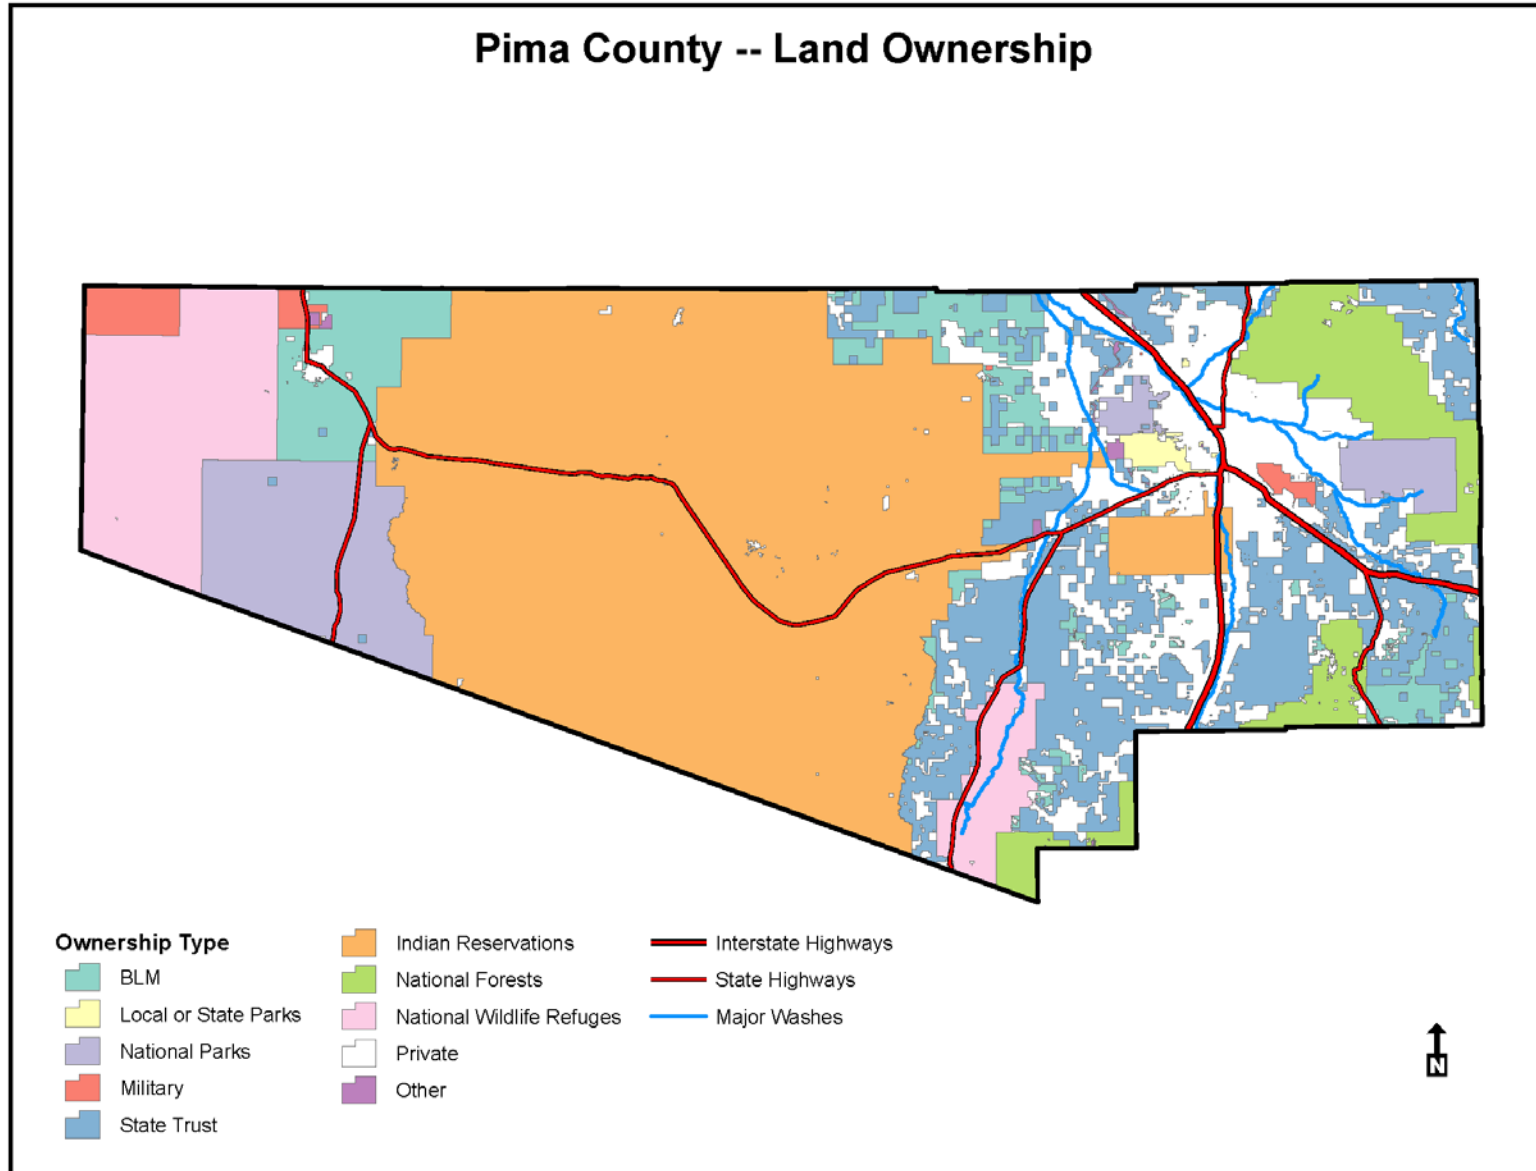 Pima County -- Land Ownership
Ownership Type
BLM
Local or State Parks
National Parks
Military
State Trust
Indian Reservations
National Forests
National Wildlife Refuges
Private
Other
Interstate Highways
State Highways
Major Washes
N